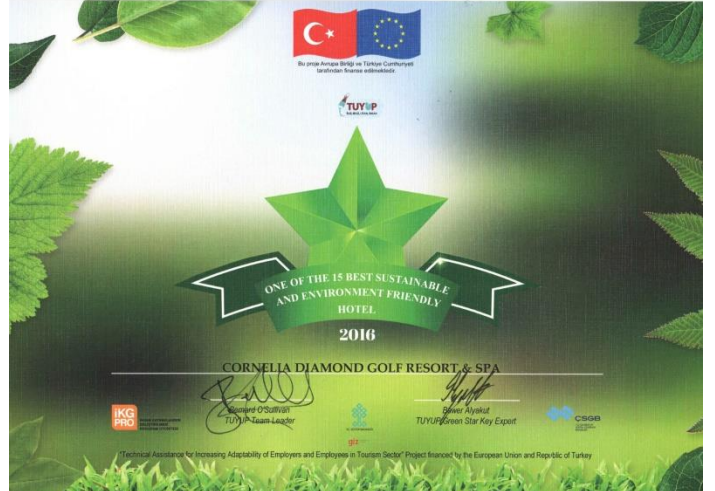 Bu proje Avrupa Birliği ve Türkiye Cumhuriyeti
tarafından finanse edilmektedir.
TUYUP
ONE OF THE 15 BEST SUSTAINABLE
AND ENVIRONMENT FRIENDLY
HOTEL
2016
CORNELIA DIAMOND GOLF RESORT & SPA
O'Sullivan
TUYUP Team Leader
Alyakut
TUYUP Green Star Key Expert
iKG
PRO
giz
CSGB
"Technical Assistance for Increasing Adaptability of Employers and Employees in Tourism Sector" Project financed by the European Union and Republic of Turkey